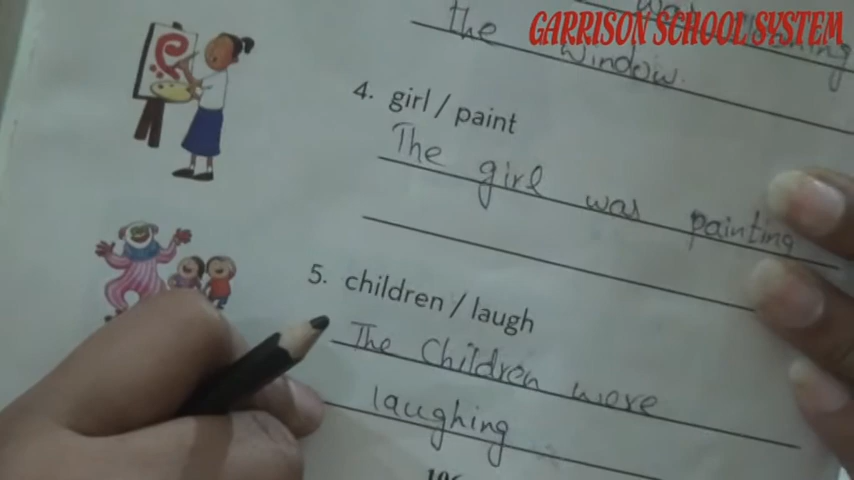 GARRISON SCHOOL SYSTEM
the window.
4. girl / paint
The girl was painting
5. children / laugh
The Children were
laughing